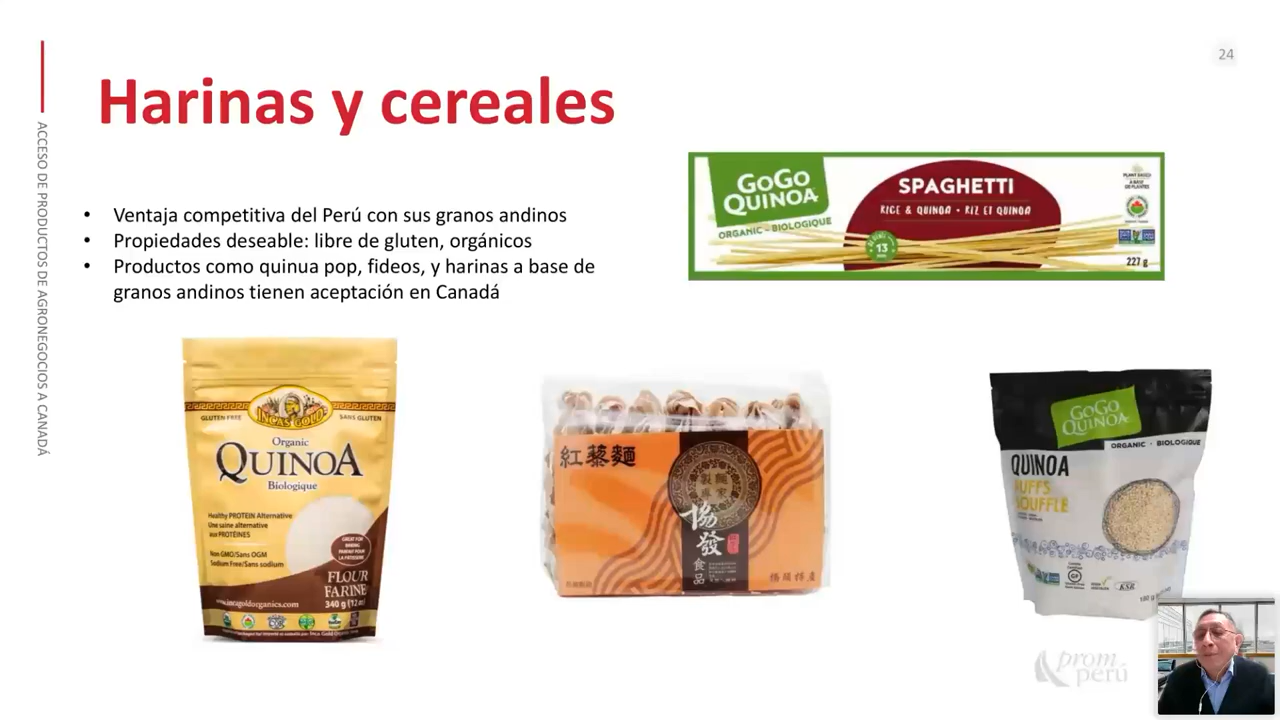 24
Harinas y cereales
ACCESO DE PRODUCTOS DE AGRONEGOCIOS A CANADÁ
• Ventaja competitiva del Perú con sus granos andinos
• Propiedades deseable: libre de gluten, orgánicos
• Productos como quinua pop, fideos, y harinas a base de
granos andinos tienen aceptación en Canadá
GoGo
QUINOA
ORGANIC • BIOLOGIQUE
SPAGHETTI
RICE & QUINOA • RIZ ET QUINOA
13
PLANT BASED
À BASE
DE PLANTES
227 g
INCA'S GOLD
GLUTEN FREE
SANS GLUTEN
Organic
QUINOA
Biologique
Healthy PROTEIN Alternative
Une saine alternative
aux PROTÉINES
Non-GMO/Sans OGM
Sodium Free/Sans sodium
GREAT FOR
BAKING
PARFAIT POUR
LA PÂTISSERIE
FLOUR
FARINE
340 g (12 oz)
www.incagoldorganics.com
紅藜麵
協發
食品
GoGo
QUINOA
ORGANIC • BIOLOGIQUE
QUINOA
PUFFS
SOUFFLÉ
GF
KSR
prom
perú